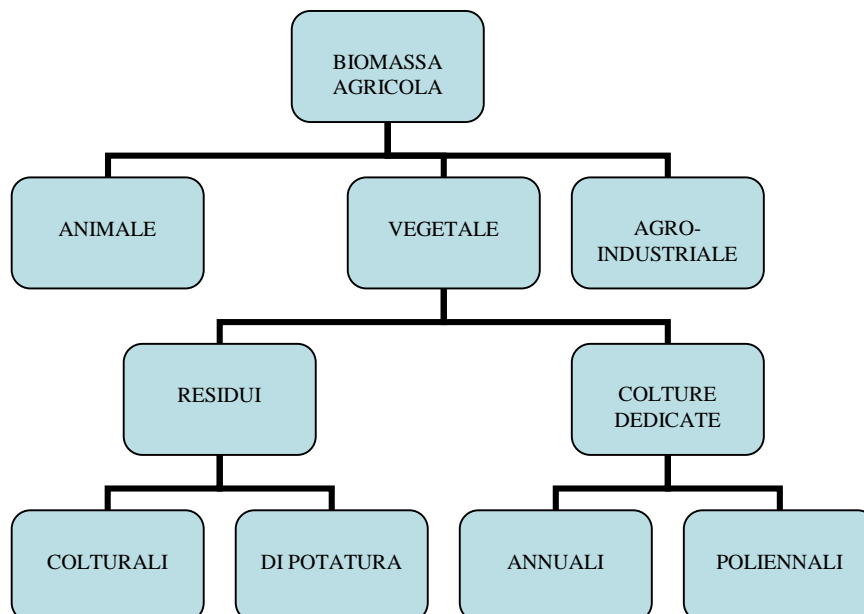 BIOMASSA
AGRICOLA
ANIMALE
VEGETALE
AGRO-
INDUSTRIALE
RESIDUI
COLTURE
DEDICATE
COLTURALI
DI POTATURA
ANNUALI
POLIENNALI